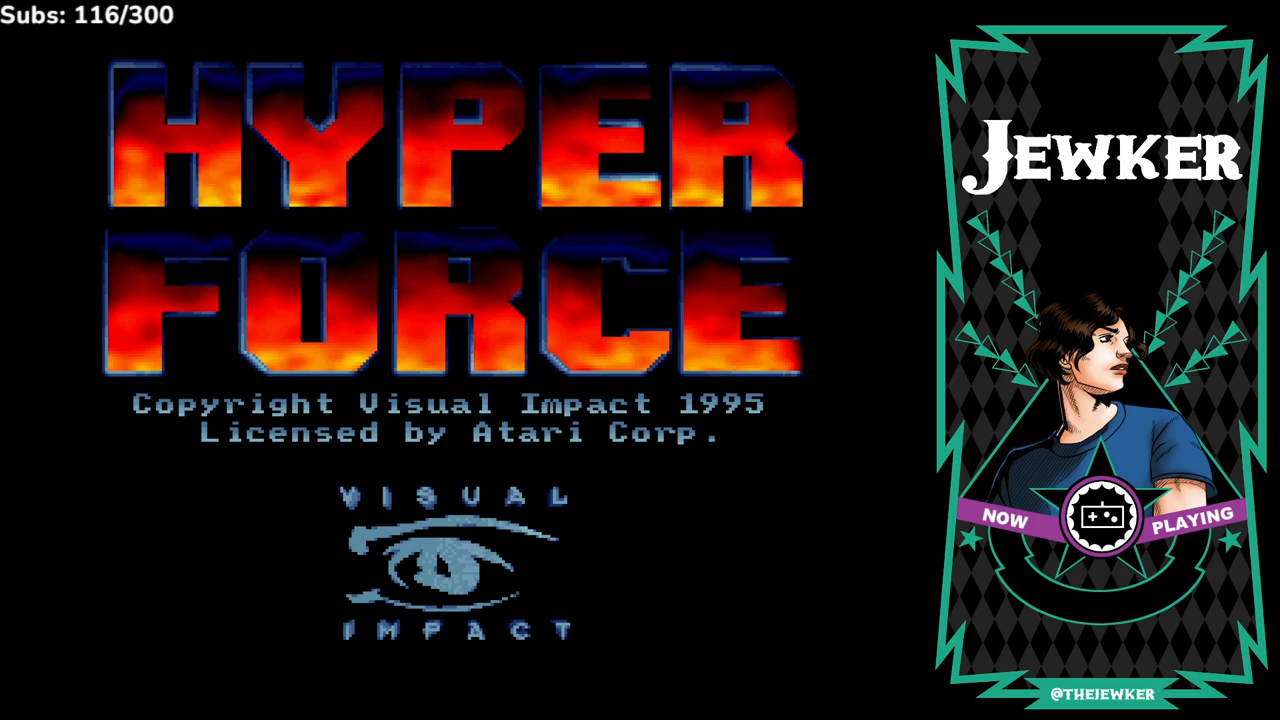 Subs: 116/300
HYPER
FORCE
Copyright Visual Impact 1995
Licensed by Atari Corp.
VISUAL
IMPACT
JEWKER
NOW PLAYING
@THEJEWKER